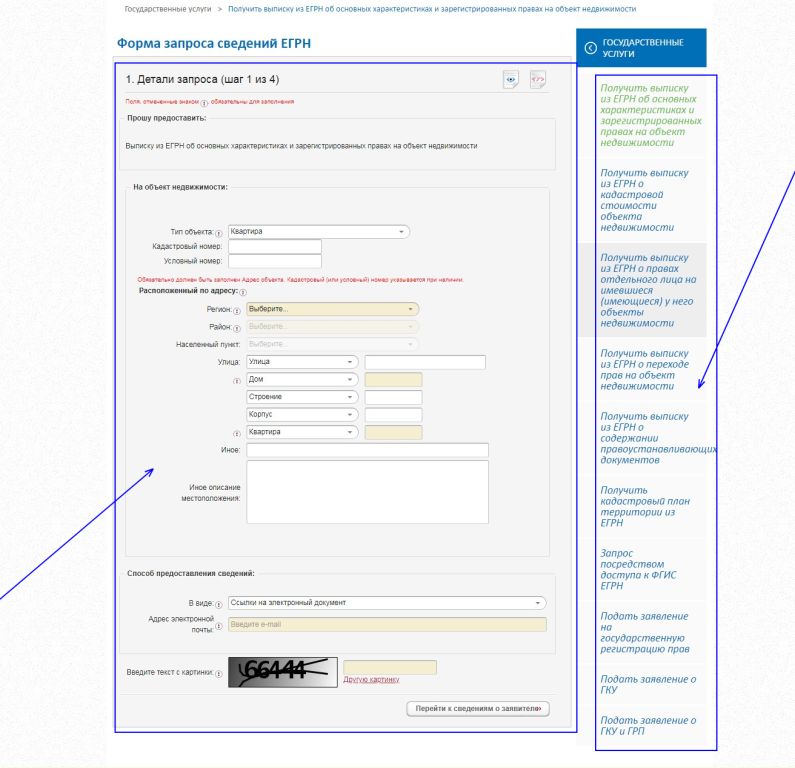 Государственные услуги > Получить выписку из ЕГРН об основных характеристиках и зарегистрированных правах на объект недвижимости
Форма запроса сведений ЕГРН
1. Детали запроса (шаг 1 из 4)
Поля, отмеченные знаком обязательны для заполнения
Прошу предоставить:
Выписку из ЕГРН об основных характеристиках и зарегистрированных правах на объект недвижимости
На объект недвижимости:
Тип объекта: Квартира
Кадастровый номер:
Условный номер:
Обязательно должен быть заполнен Адрес объекта. Кадастровый (или условный) номер указывается при наличии.
Расположенный по адресу:
Регион: Выберите...
Район: Выберите...
Населенный пункт: Выберите...
Улица: Улица
Дом
Строение
Корпус
Квартира
Иное:
Иное описание
местоположения:
Способ предоставления сведений:
В виде: Ссылки на электронный документ
Адрес электронной
почты: Введите e-mail
Введите текст с картинки: 66444
Другую картинку
Перейти к сведениям о заявителе
ГОСУДАРСТВЕННЫЕ
УСЛУГИ
Получить выписку
из ЕГРН об основных
характеристиках и
зарегистрированных
правах на объект
недвижимости
Получить выписку
из ЕГРН о
кадастровой
стоимости
объекта
недвижимости
Получить выписку
из ЕГРН о правах
отдельного лица на
имевшиеся
(имеющиеся) у него
объекты
недвижимости
Получить выписку
из ЕГРН о переходе
прав на объект
недвижимости
Получить выписку
из ЕГРН о
содержании
правоустанавливающих
документов
Получить
кадастровый план
территории из
ЕГРН
Запрос
посредством
доступа к ФГИС
ЕГРН
Подать заявление
на
государственную
регистрацию прав
Подать заявление о
ГКУ
Подать заявление о
ГКУ и ГРП